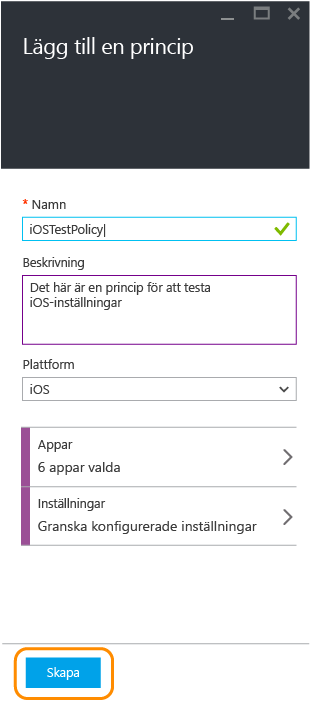 Lägg till en princip
* Namn
iOSTestPolicy
Beskrivning
Det här är en princip för att testa
iOS-inställningar
Plattform
iOS
Appar
6 appar valda
Inställningar
Granska konfigurerade inställningar
Skapa